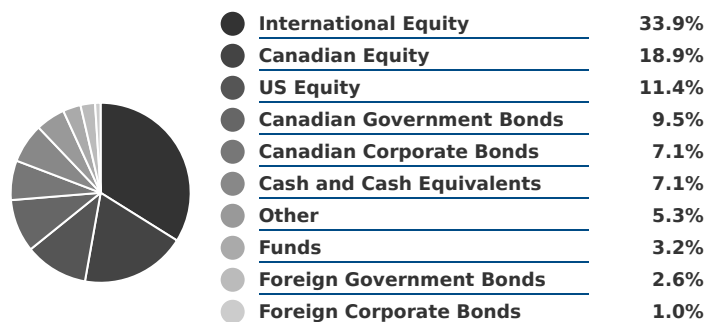 International Equity 33.9%
Canadian Equity 18.9%
US Equity 11.4%
Canadian Government Bonds 9.5%
Canadian Corporate Bonds 7.1%
Cash and Cash Equivalents 7.1%
Other 5.3%
Funds 3.2%
Foreign Government Bonds 2.6%
Foreign Corporate Bonds 1.0%